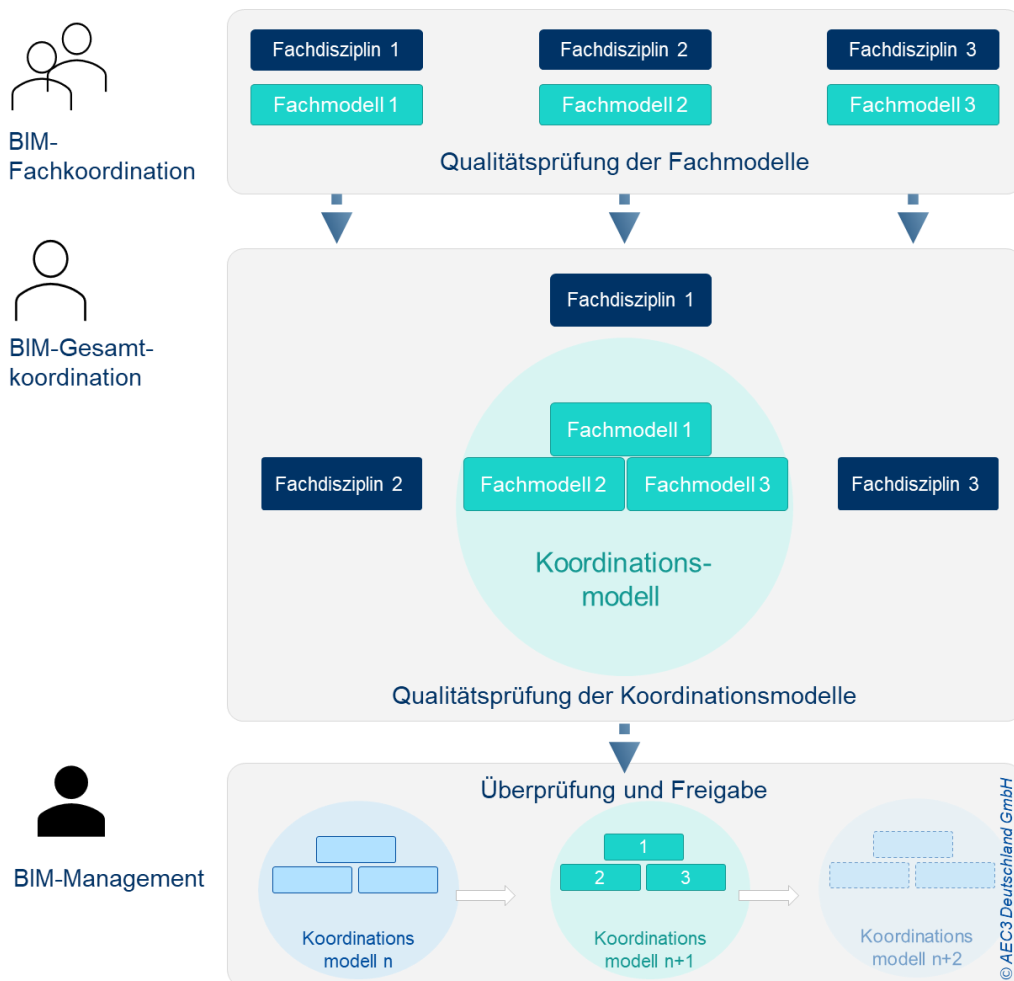 Fachdisziplin 1
Fachdisziplin 2
Fachdisziplin 3
Fachmodell 1
Fachmodell 2
Fachmodell 3
BIM-
Fachkoordination
Qualitätsprüfung der Fachmodelle
BIM-Gesamt-
koordination
Fachdisziplin 1
Fachmodell 1
Fachdisziplin 2
Fachmodell 2
Fachmodell 3
Fachdisziplin 3
Koordinations-
modell
Qualitätsprüfung der Koordinationsmodelle
BIM-Management
Überprüfung und Freigabe
1
2
3
Koordinations
modell n
Koordinations
modell n+1
Koordinations
modell n+2
© AEC3 Deutschland GmbH